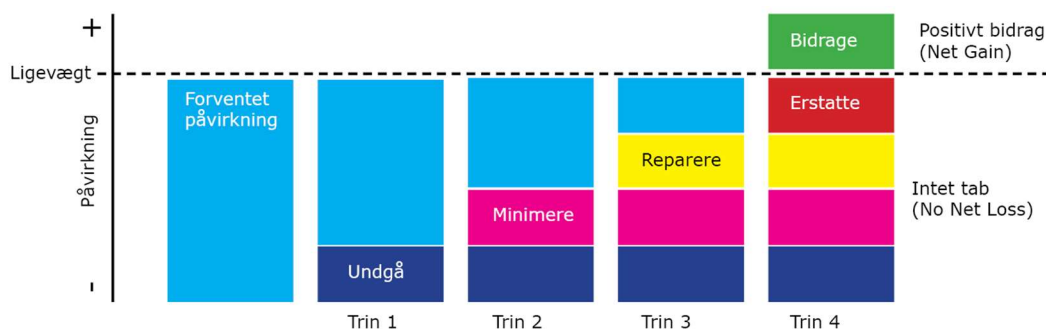 +
Ligevægt
Påvirkning
-
Forventet
påvirkning
Undgå
Minimere
Reparere
Bidrage
Erstatte
Positivt bidrag
(Net Gain)
Intet tab
(No Net Loss)
Trin 1
Trin 2
Trin 3
Trin 4